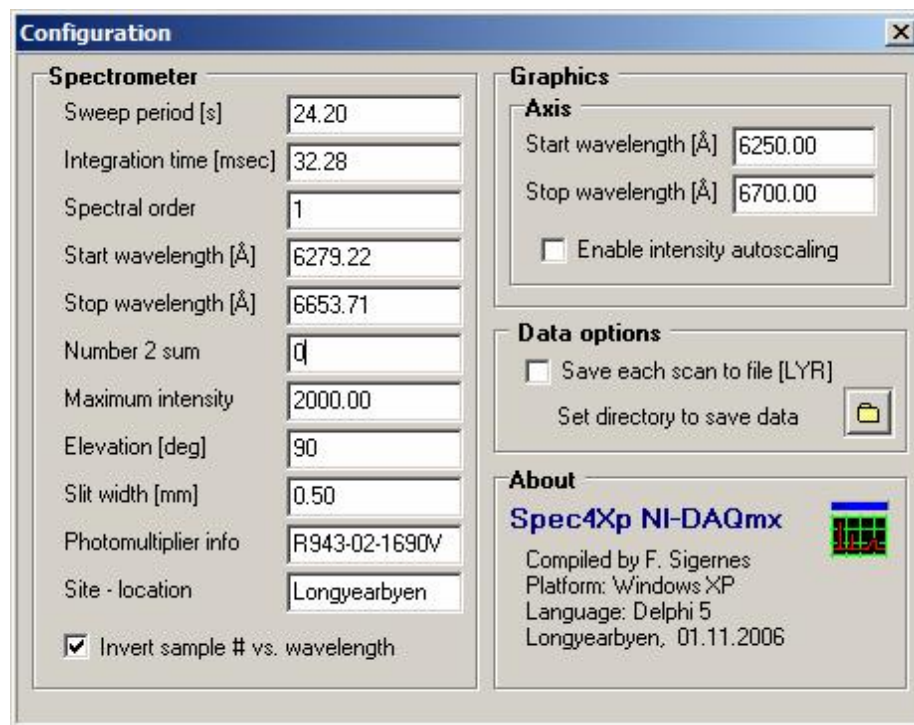 Configuration
Spectrometer
Sweep period [s] 24.20
Integration time [msec] 32.28
Spectral order 1
Start wavelength [Å] 6279.22
Stop wavelength [Å] 6653.71
Number 2 sum 0
Maximum intensity 2000.00
Elevation [deg] 90
Slit width [mm] 0.50
Photomultiplier info R943-02-1690V
Site - location Longyearbyen
Invert sample # vs. wavelength
Graphics
Axis
Start wavelength [Å] 6250.00
Stop wavelength [Å] 6700.00
Enable intensity autoscaling
Data options
Save each scan to file [LYR]
Set directory to save data
About
Spec4Xp NI-DAQmx
Compiled by F. Sigernes
Platform: Windows XP
Language: Delphi 5
Longyearbyen, 01.11.2006